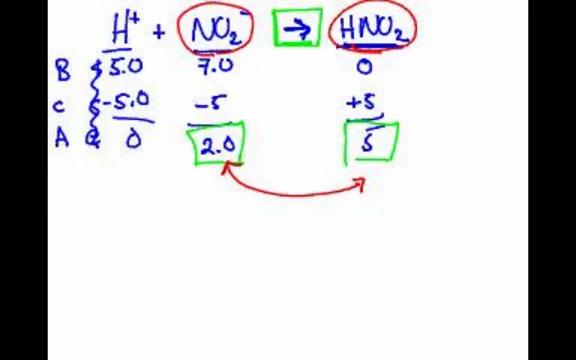 H⁺ + NO₂⁻ → HNO₂
B 5.0 7.0 0
C -5.0 -5 +5
A 0 2.0 5